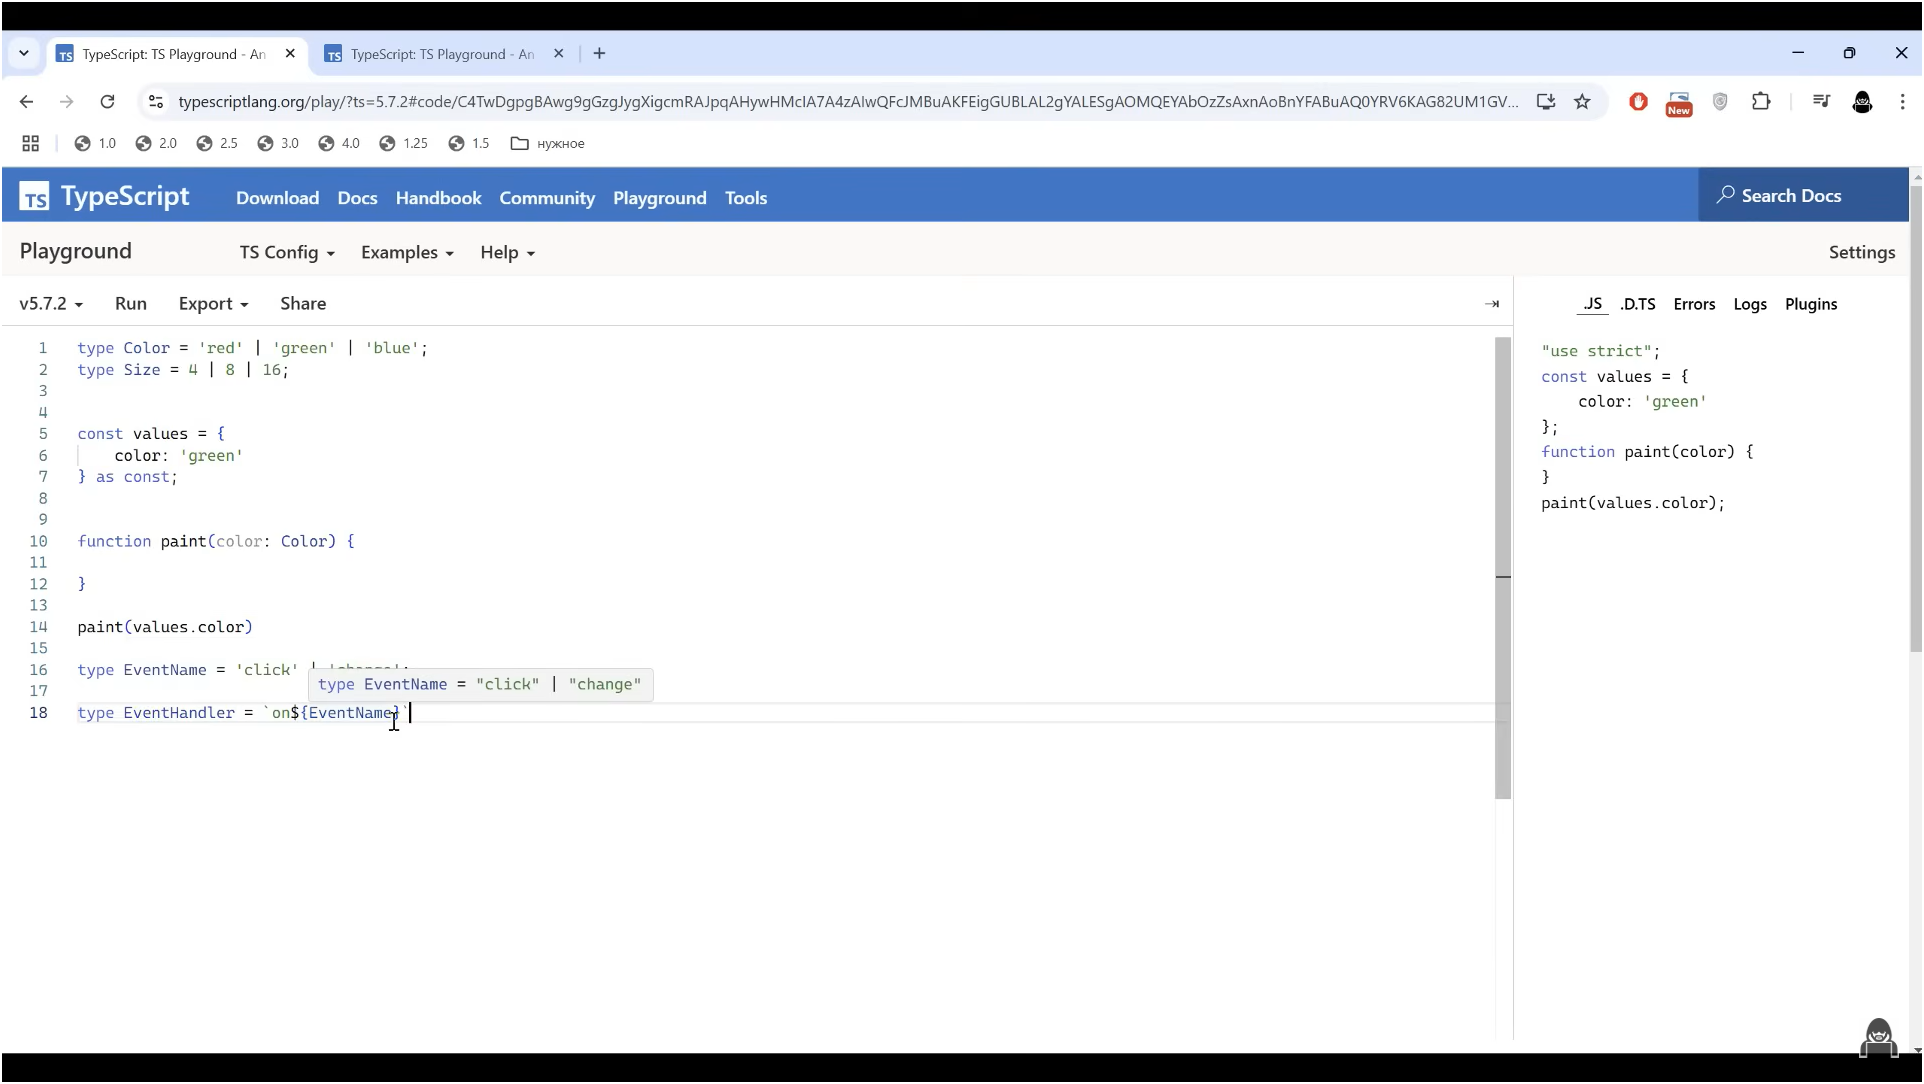 TypeScript: TS Playground - An
TypeScript: TS Playground - An
typescriptlang.org/play/?ts=5.7.2#code/C4TwDgpgBAwg9gGzgJygXigcmRAJpqAHywHMcIA7A4zAIwQFcJMBuAKFEigGUBLAL2gYALESgAOMQEYAbOzZsAxnAoBnYFABuAQ0YRV6KAG82UM1GV...
New
1.0
2.0
2.5
3.0
4.0
1.25
1.5
нужное
TS TypeScript
Download Docs Handbook Community Playground Tools
Search Docs
Playground
TS Config
Examples
Help
Settings
v5.7.2
Run
Export
Share
.JS .D.TS Errors Logs Plugins
1 type Color = 'red' | 'green' | 'blue';
2 type Size = 4 | 8 | 16;
3
4
5 const values = {
6 color: 'green'
7 } as const;
8
9
10 function paint(color: Color) {
11
12 }
13
14 paint(values.color)
15
16 type EventName = 'click' | 'change';
type EventName = "click" | "change"
17
18 type EventHandler = `on${EventName}`
"use strict";
const values = {
color: 'green'
};
function paint(color) {
}
paint(values.color);